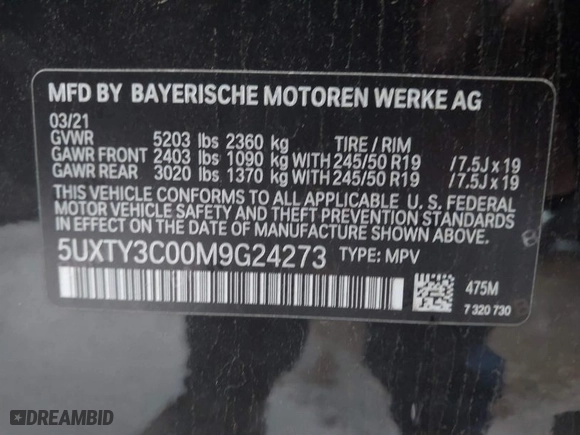 MFD BY BAYERISCHE MOTOREN WERKE AG
03/21
GVWR 5203 lbs 2360 kg TIRE / RIM
GAWR FRONT 2403 lbs 1090 kg WITH 245/50 R19 /7.5J x 19
GAWR REAR 3020 lbs 1370 kg WITH 245/50 R19 /7.5J x 19
THIS VEHICLE CONFORMS TO ALL APPLICABLE U. S. FEDERAL
MOTOR VEHICLE SAFETY AND THEFT PREVENTION STANDARDS
IN EFFECT ON THE DATE OF MANUFACTURE SHOWN ABOVE.
5UXTY3C00M9G24273 TYPE: MPV
475M
7 320 730
DREAMBID